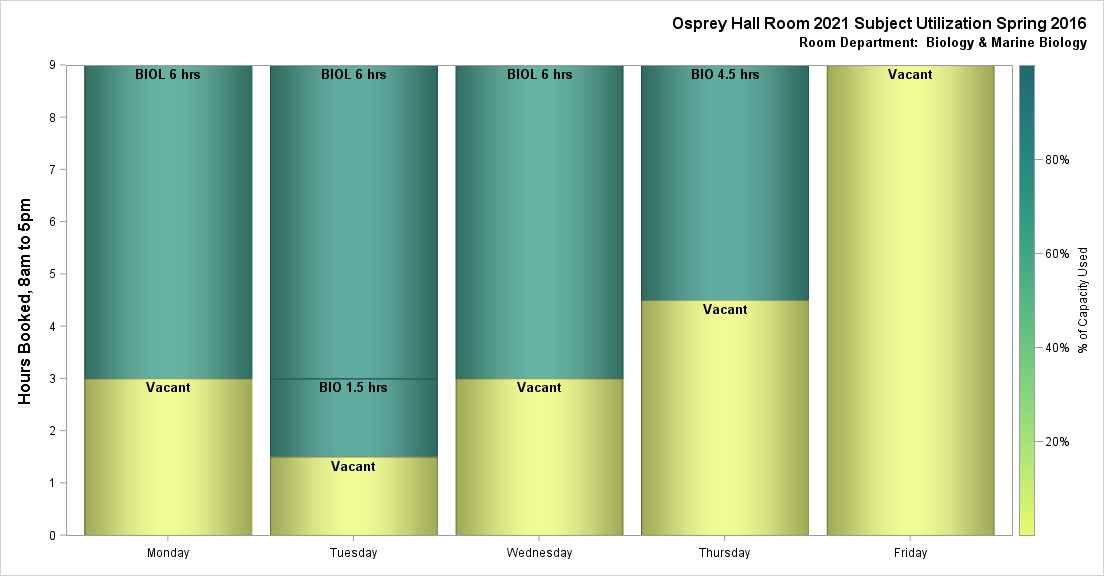 Osprey Hall Room 2021 Subject Utilization Spring 2016
Room Department:  Biology & Marine Biology
Hours Booked, 8am to 5pm
9
8
7
6
5
4
3
2
1
0
BIOL 6 hrs
Vacant
BIOL 6 hrs
BIO 1.5 hrs
Vacant
BIOL 6 hrs
Vacant
BIO 4.5 hrs
Vacant
Vacant
Monday
Tuesday
Wednesday
Thursday
Friday
80%
60%
40%
20%
% of Capacity Used